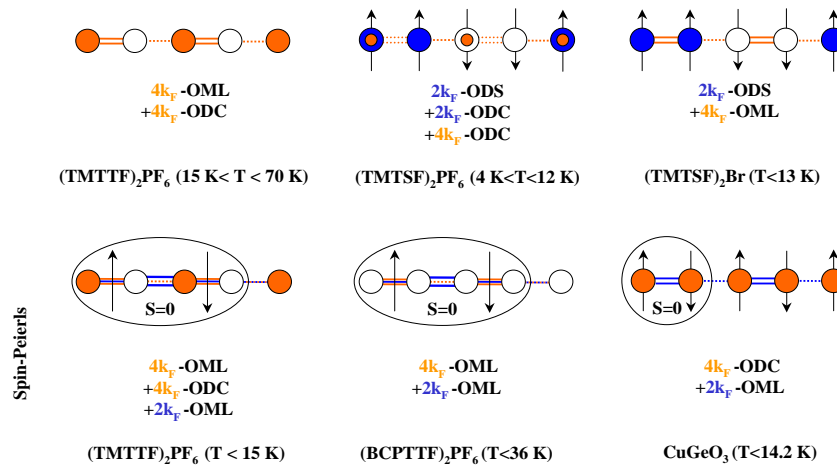 4kF-OML
+4kF-ODC
(TMTTF)2PF6 (15 K< T < 70 K)
2kF-ODS
+2kF-ODC
+4kF-ODC
(TMTSF)2PF6 (4 K<T<12 K)
2kF-ODS
+4kF-OML
(TMTSF)2Br (T<13 K)
Spin-Peierls
S=0
4kF-OML
+4kF-ODC
+2kF-OML
(TMTTF)2PF6 (T < 15 K)
S=0
4kF-OML
+2kF-OML
(BCPTTF)2PF6 (T<36 K)
S=0
4kF-ODC
+2kF-OML
CuGeO3 (T<14.2 K)